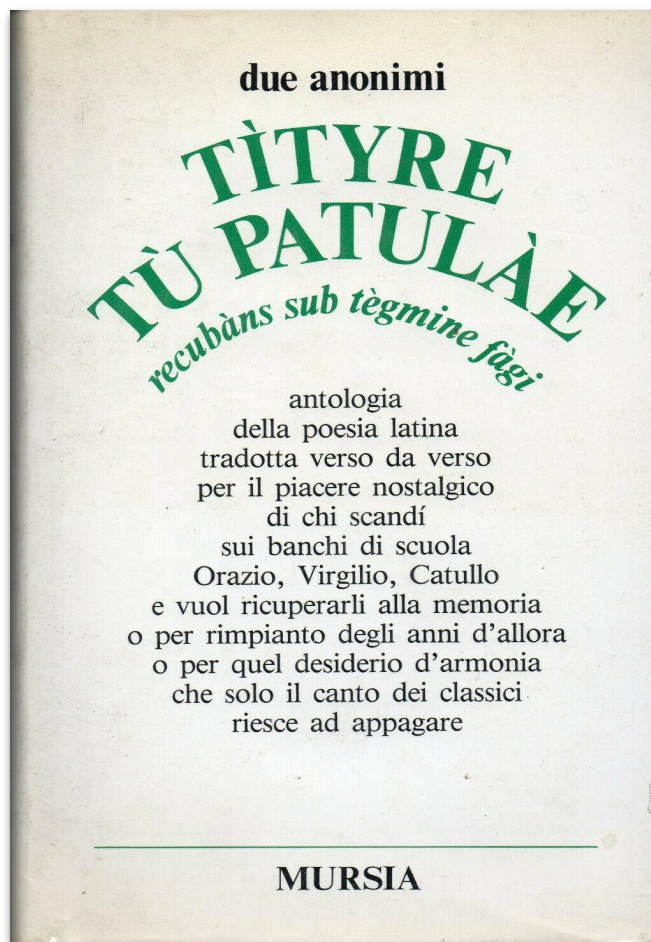 due anonimi
TÌTYRE
TÙ PATULÀE
recubàns sub tègmine fàgi
antologia
della poesia latina
tradotta verso da verso
per il piacere nostalgico
di chi scandí
sui banchi di scuola
Orazio, Virgilio, Catullo
e vuol ricuperarli alla memoria
o per rimpianto degli anni d'allora
o per quel desiderio d'armonia
che solo il canto dei classici
riesce ad appagare
MURSIA